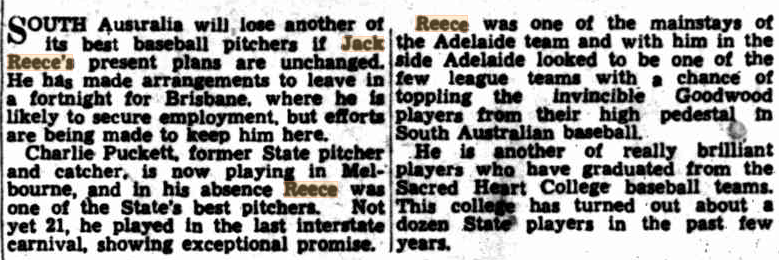 SOUTH Australia will lose another of
its best baseball pitchers if Jack
Reece's present plans are unchanged.
He has made arrangements to leave in
a fortnight for Brisbane, where he is
likely to secure employment, but efforts
are being made to keep him here.
Charlie Puckett, former State pitcher
and catcher, is now playing in Mel-
bourne, and in his absence Reece was
one of the State's best pitchers. Not
yet 21, he played in the last interstate
carnival, showing exceptional promise.
Reece was one of the mainstays of
the Adelaide team and with him in the
side Adelaide looked to be one of the
few league teams with a chance of
toppling the invincible Goodwood
players from their high pedestal in
South Australian baseball.
He is another of really brilliant
players who have graduated from the
Sacred Heart College baseball teams.
This college has turned out about a
dozen State players in the past few
years.